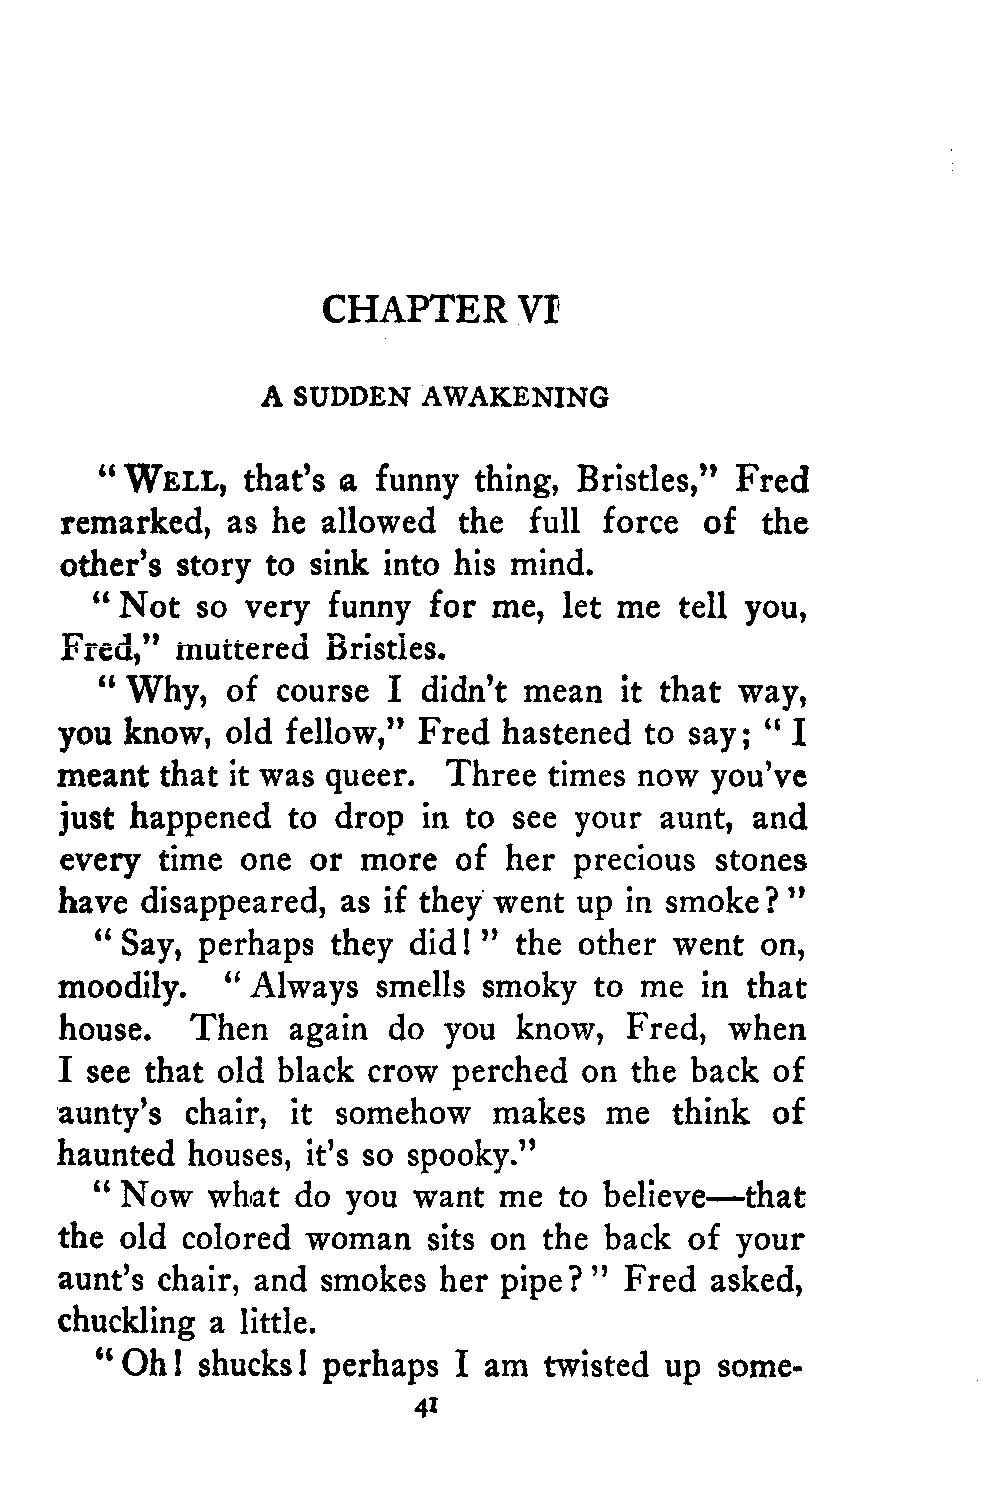 CHAPTER VI
A SUDDEN AWAKENING
"WELL, that's a funny thing, Bristles," Fred
remarked, as he allowed the full force of the
other's story to sink into his mind.
"Not so very funny for me, let me tell you,
Fred," muttered Bristles.
"Why, of course I didn't mean it that way,
you know, old fellow," Fred hastened to say; "I
meant that it was queer. Three times now you've
just happened to drop in to see your aunt, and
every time one or more of her precious stones
have disappeared, as if they went up in smoke?"
"Say, perhaps they did!" the other went on,
moodily. "Always smells smoky to me in that
house. Then again do you know, Fred, when
I see that old black crow perched on the back of
aunty's chair, it somehow makes me think of
haunted houses, it's so spooky."
"Now what do you want me to believe—that
the old colored woman sits on the back of your
aunt's chair, and smokes her pipe?" Fred asked,
chuckling a little.
"Oh! shucks! perhaps I am twisted up some-
41